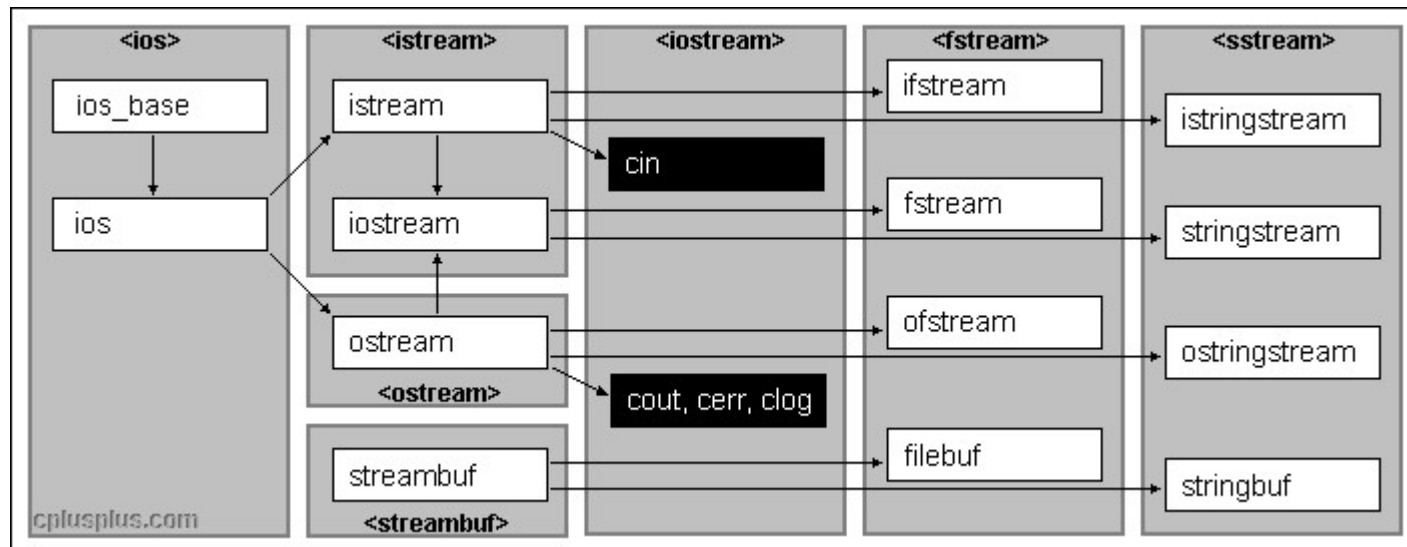 <ios>
ios_base
ios
cplusplus.com
<istream>
istream
iostream
ostream
<ostream>
streambuf
<streambuf>
<iostream>
cin
cout, cerr, clog
<fstream>
ifstream
fstream
ofstream
filebuf
<sstream>
istringstream
stringstream
ostringstream
stringbuf